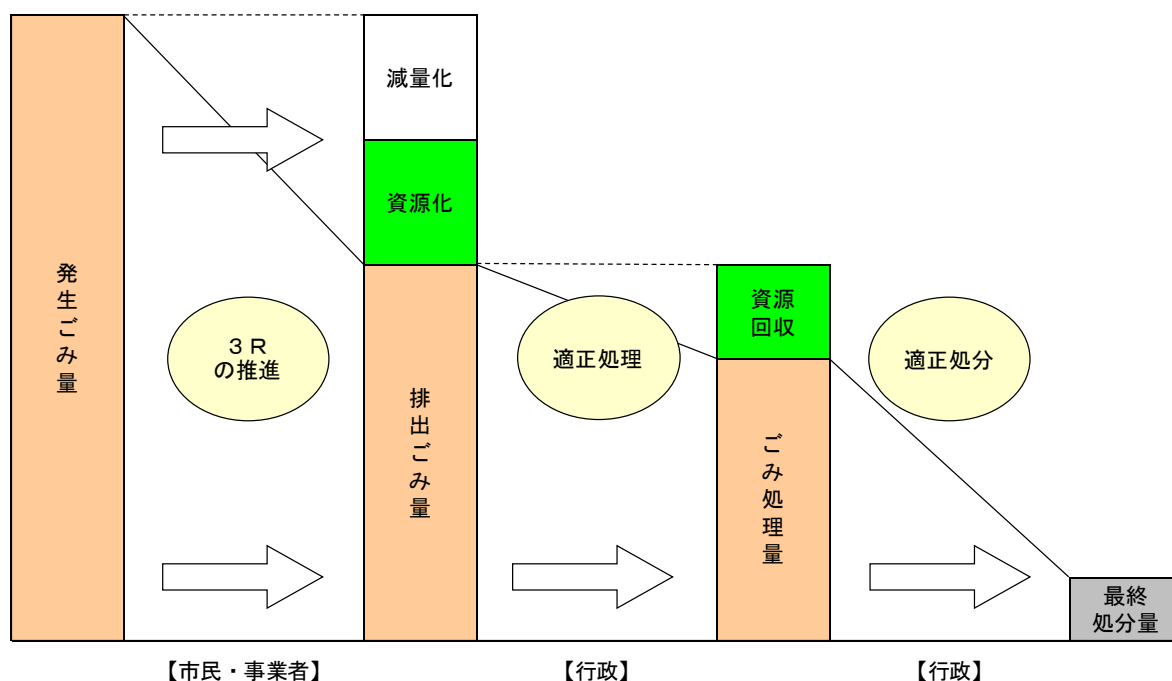 減量化
資源化
発生ごみ量
３Ｒ
の推進
排出ごみ量
適正処理
資源
回収
ごみ処理量
適正処分
最終
処分量
【市民・事業者】
【行政】
【行政】